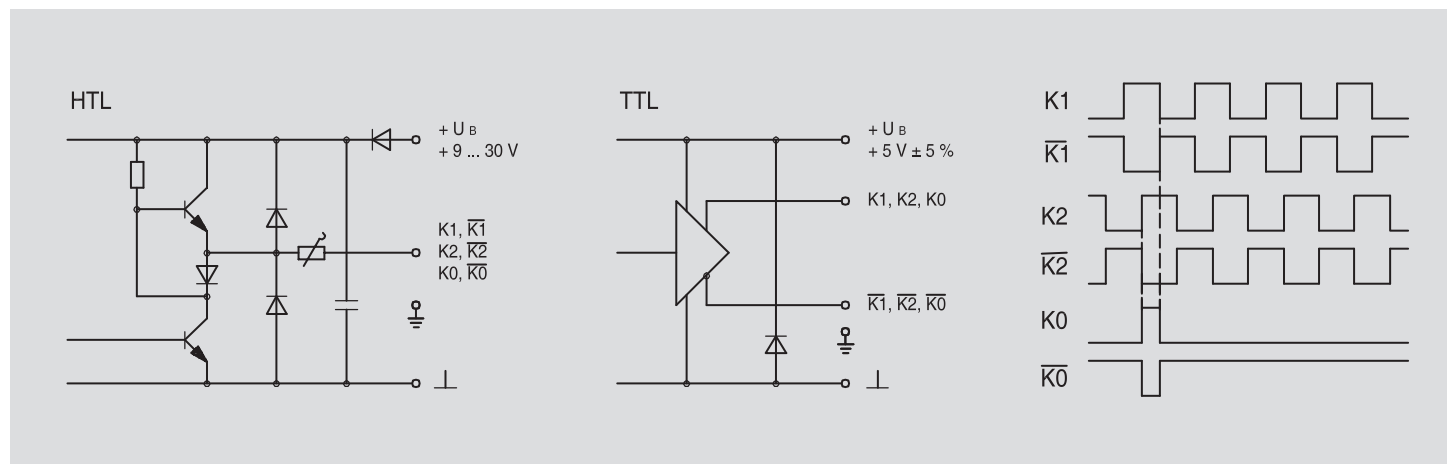 HTL
+ U B
+ 9 ... 30 V
K1, K̅1̅
K2, K̅2̅
K0, K̅0̅
TTL
+ U B
+ 5 V ± 5 %
K1, K2, K0
K̅1̅, K̅2̅, K̅0̅
K1
K̅1̅
K2
K̅2̅
K0
K̅0̅